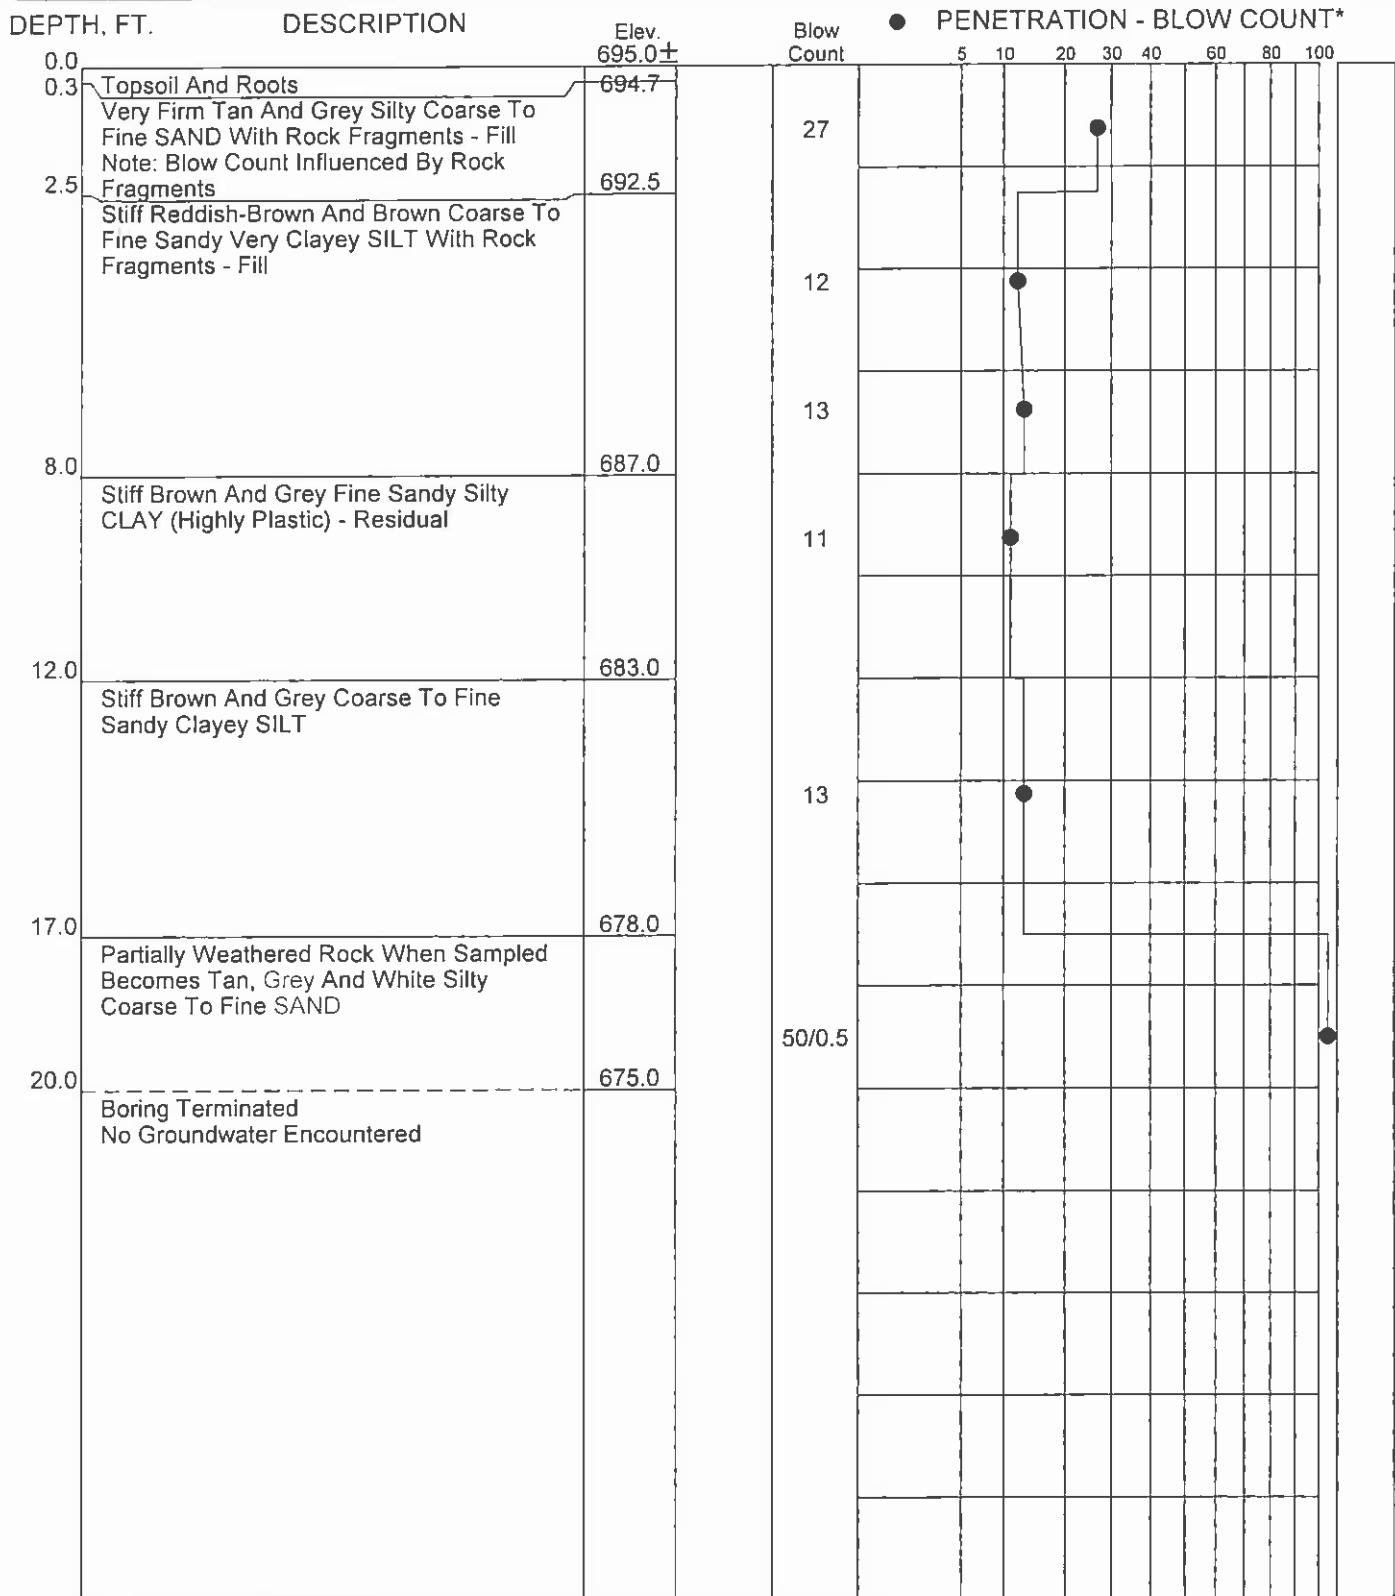 DEPTH, FT. DESCRIPTION Elev. Blow Count ● PENETRATION - BLOW COUNT*
0.0 695.0± 5 10 20 30 40 60 80 100
0.3 Topsoil And Roots 694.7
Very Firm Tan And Grey Silty Coarse To 27
Fine SAND With Rock Fragments - Fill
Note: Blow Count Influenced By Rock
2.5 Fragments 692.5
Stiff Reddish-Brown And Brown Coarse To
Fine Sandy Very Clayey SILT With Rock
Fragments - Fill 12
13
8.0 687.0
Stiff Brown And Grey Fine Sandy Silty
CLAY (Highly Plastic) - Residual 11
12.0 683.0
Stiff Brown And Grey Coarse To Fine
Sandy Clayey SILT
13
17.0 678.0
Partially Weathered Rock When Sampled
Becomes Tan, Grey And White Silty
Coarse To Fine SAND
50/0.5
20.0 675.0
Boring Terminated
No Groundwater Encountered